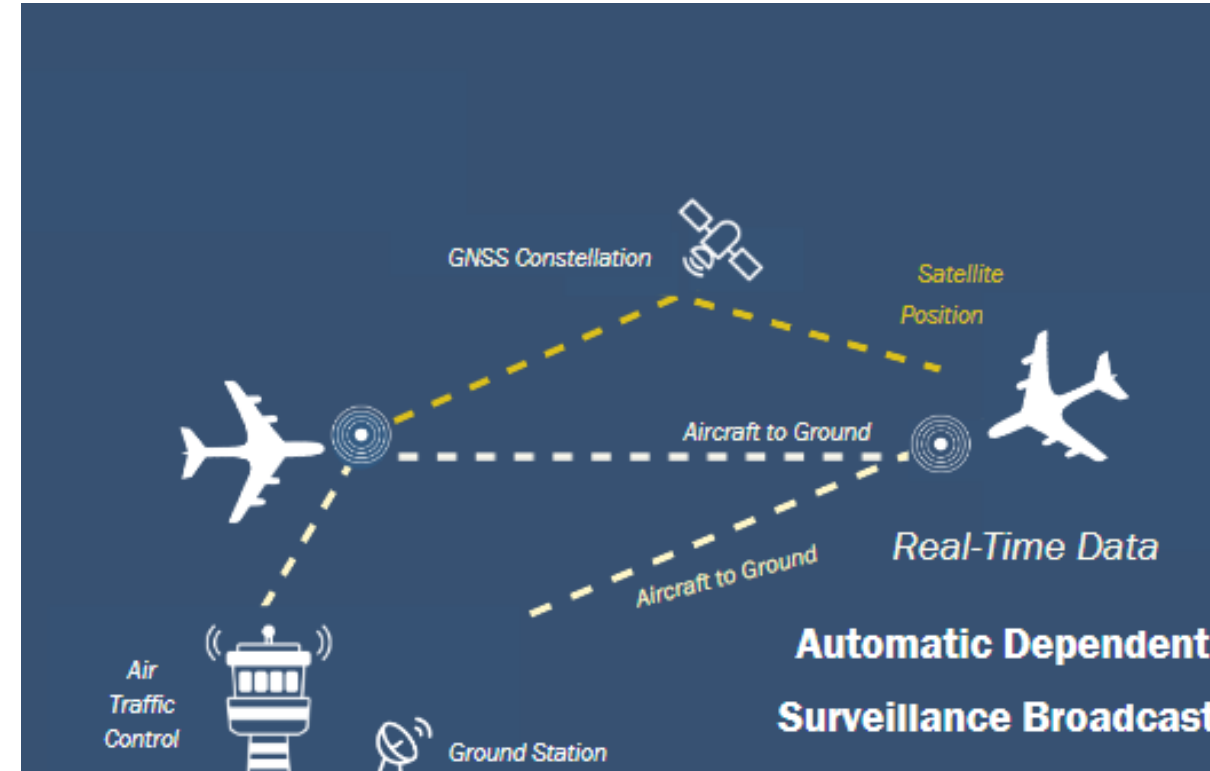 GNSS Constellation
Satellite
Position
Aircraft to Ground
Real-Time Data
Aircraft to Ground
Automatic Dependent
Surveillance Broadcast
Air
Traffic
Control
Ground Station